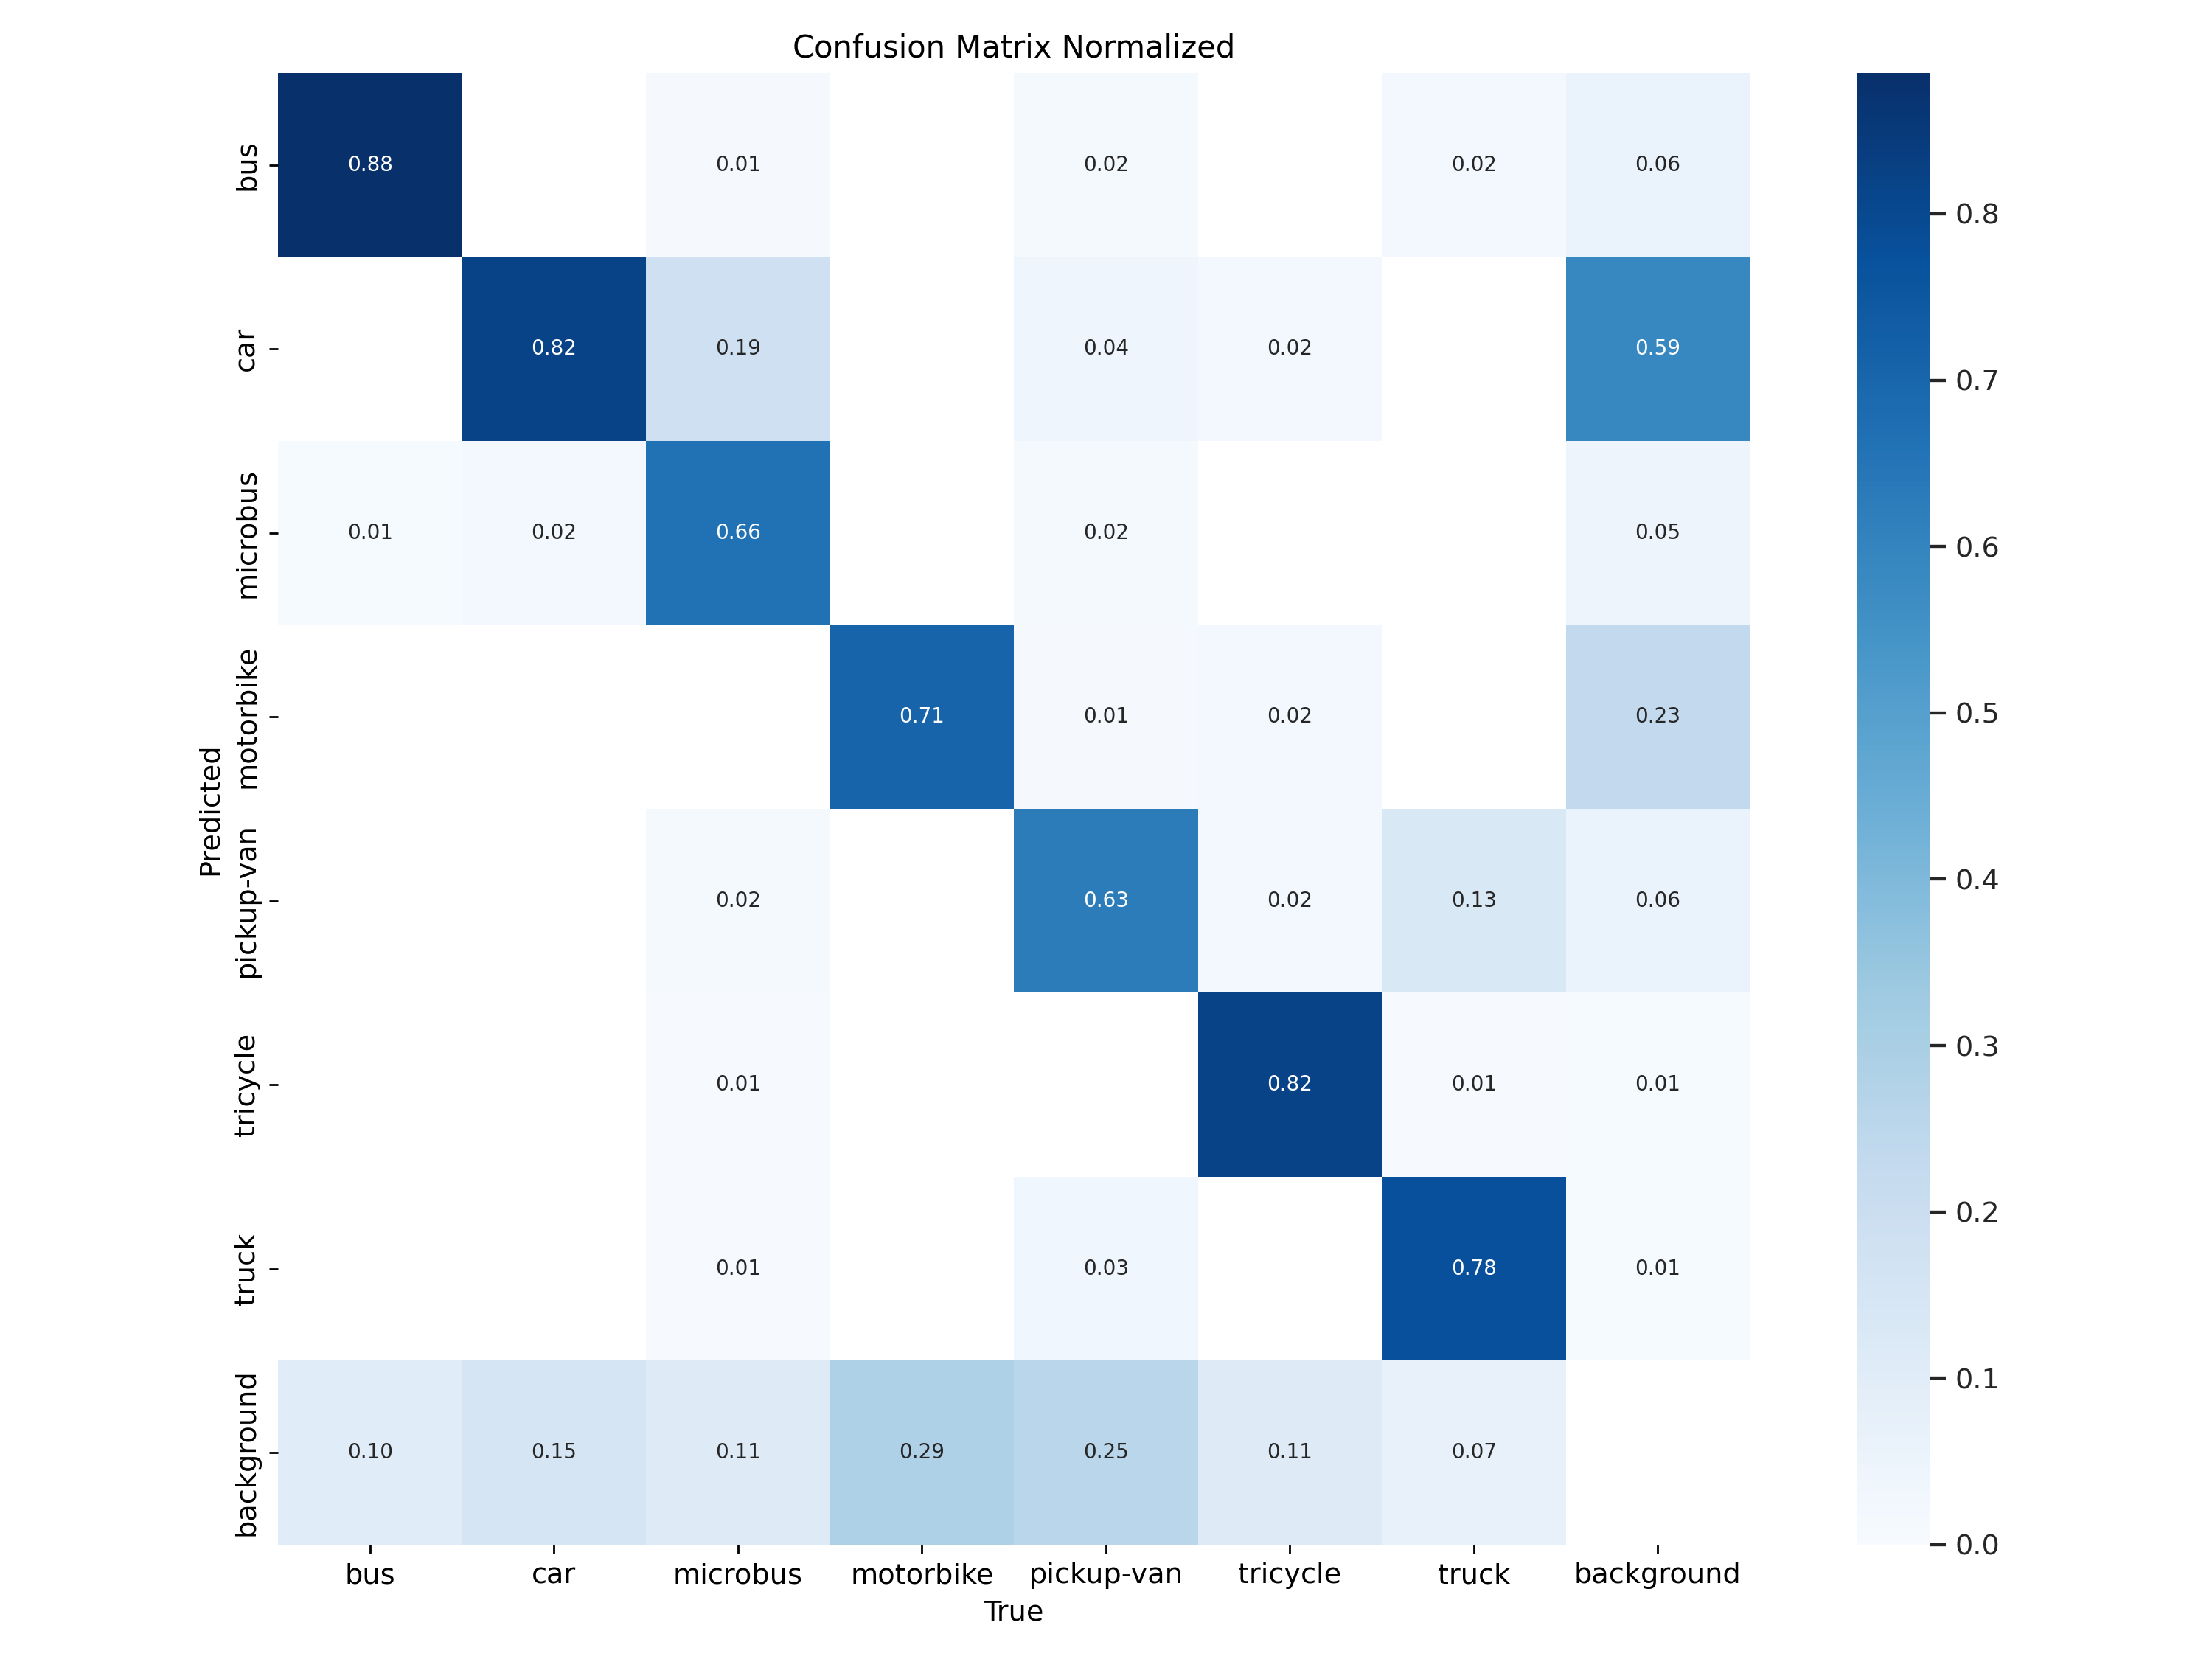 Confusion Matrix Normalized
bus 0.88 0.01 0.02 0.02 0.06
car 0.82 0.19 0.04 0.02 0.59
microbus 0.01 0.02 0.66 0.02 0.05
motorbike 0.71 0.01 0.02 0.23
pickup-van 0.02 0.63 0.02 0.13 0.06
tricycle 0.01 0.82 0.01 0.01
truck 0.01 0.03 0.78 0.01
background 0.10 0.15 0.11 0.29 0.25 0.11 0.07
Predicted
bus car microbus motorbike pickup-van tricycle truck background
True
0.8
0.7
0.6
0.5
0.4
0.3
0.2
0.1
0.0